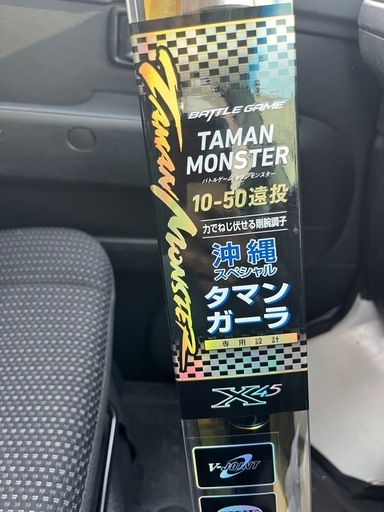 TAMAN MONSTER
BATTLE GAME
TAMAN
MONSTER
バトルゲーム タマンモンスター
10-50遠投
力でねじ伏せる剛腕調子
沖縄
スペシャル
タマン
ガーラ
専用設計
X45
V-JOINT